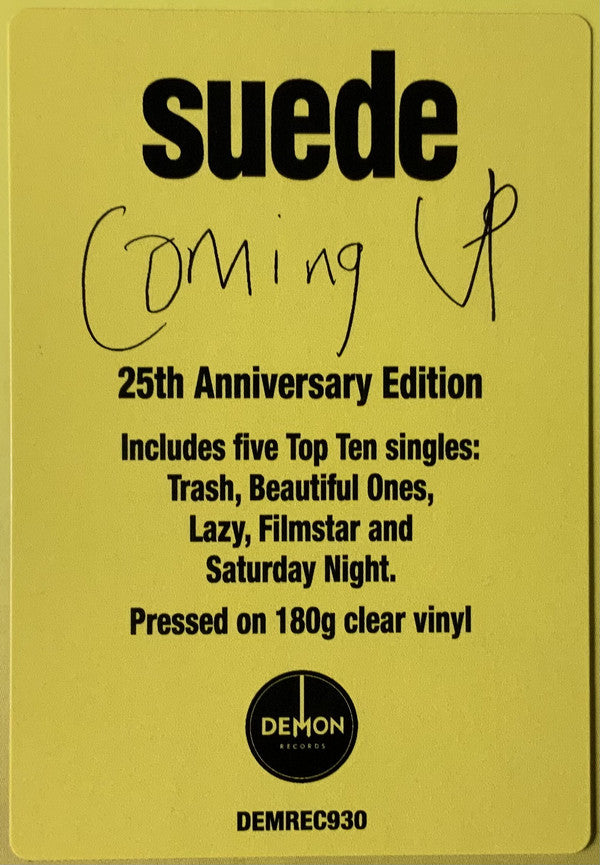 suede
Coming Up
25th Anniversary Edition
Includes five Top Ten singles:
Trash, Beautiful Ones,
Lazy, Filmstar and
Saturday Night.
Pressed on 180g clear vinyl
DEMON
RECORDS
DEMREC930